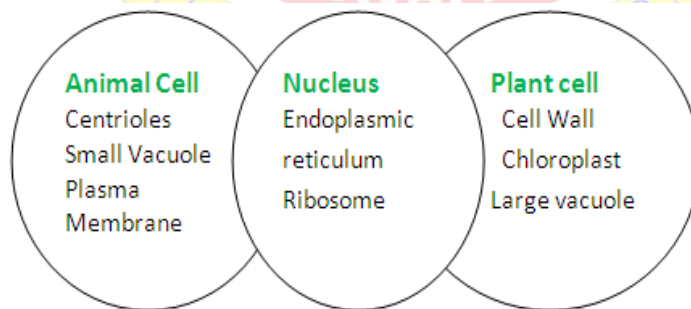 Animal Cell
Centrioles
Small Vacuole
Plasma
Membrane
Nucleus
Endoplasmic
reticulum
Ribosome
Plant cell
Cell Wall
Chloroplast
Large vacuole